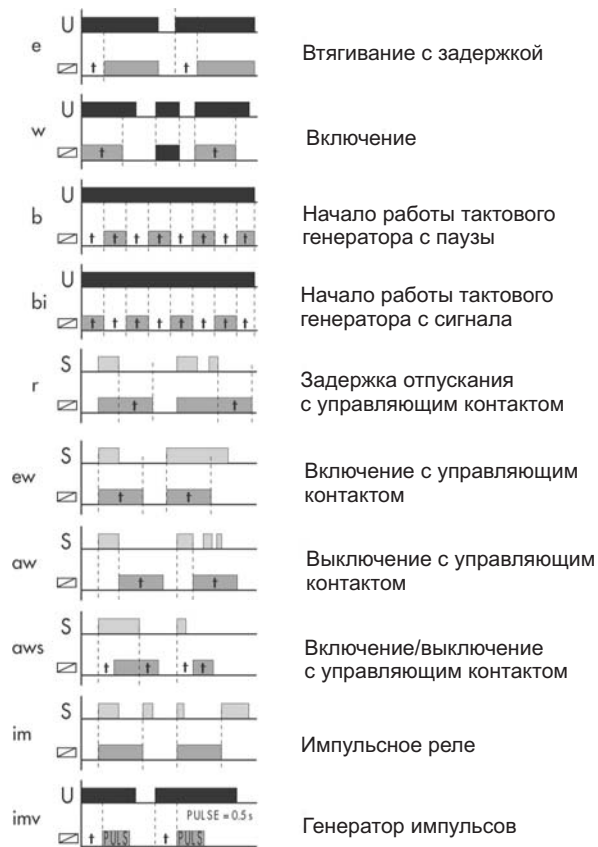 U
e
t t
Втягивание с задержкой
U
w
t t
Включение
U
b
t t t t t t t
Начало работы тактового
генератора с паузы
U
bi
t t t t t t t t
Начало работы тактового
генератора с сигнала
S
r
t t
Задержка отпускания
с управляющим контактом
S
ew
t t
Включение с управляющим
контактом
S
aw
t t
Выключение с управляющим
контактом
S
aws
t t t t
Включение/выключение
с управляющим контактом
S
im
Импульсное реле
U
imv
PULSE = 0.5 s
t PULS t PULS
Генератор импульсов